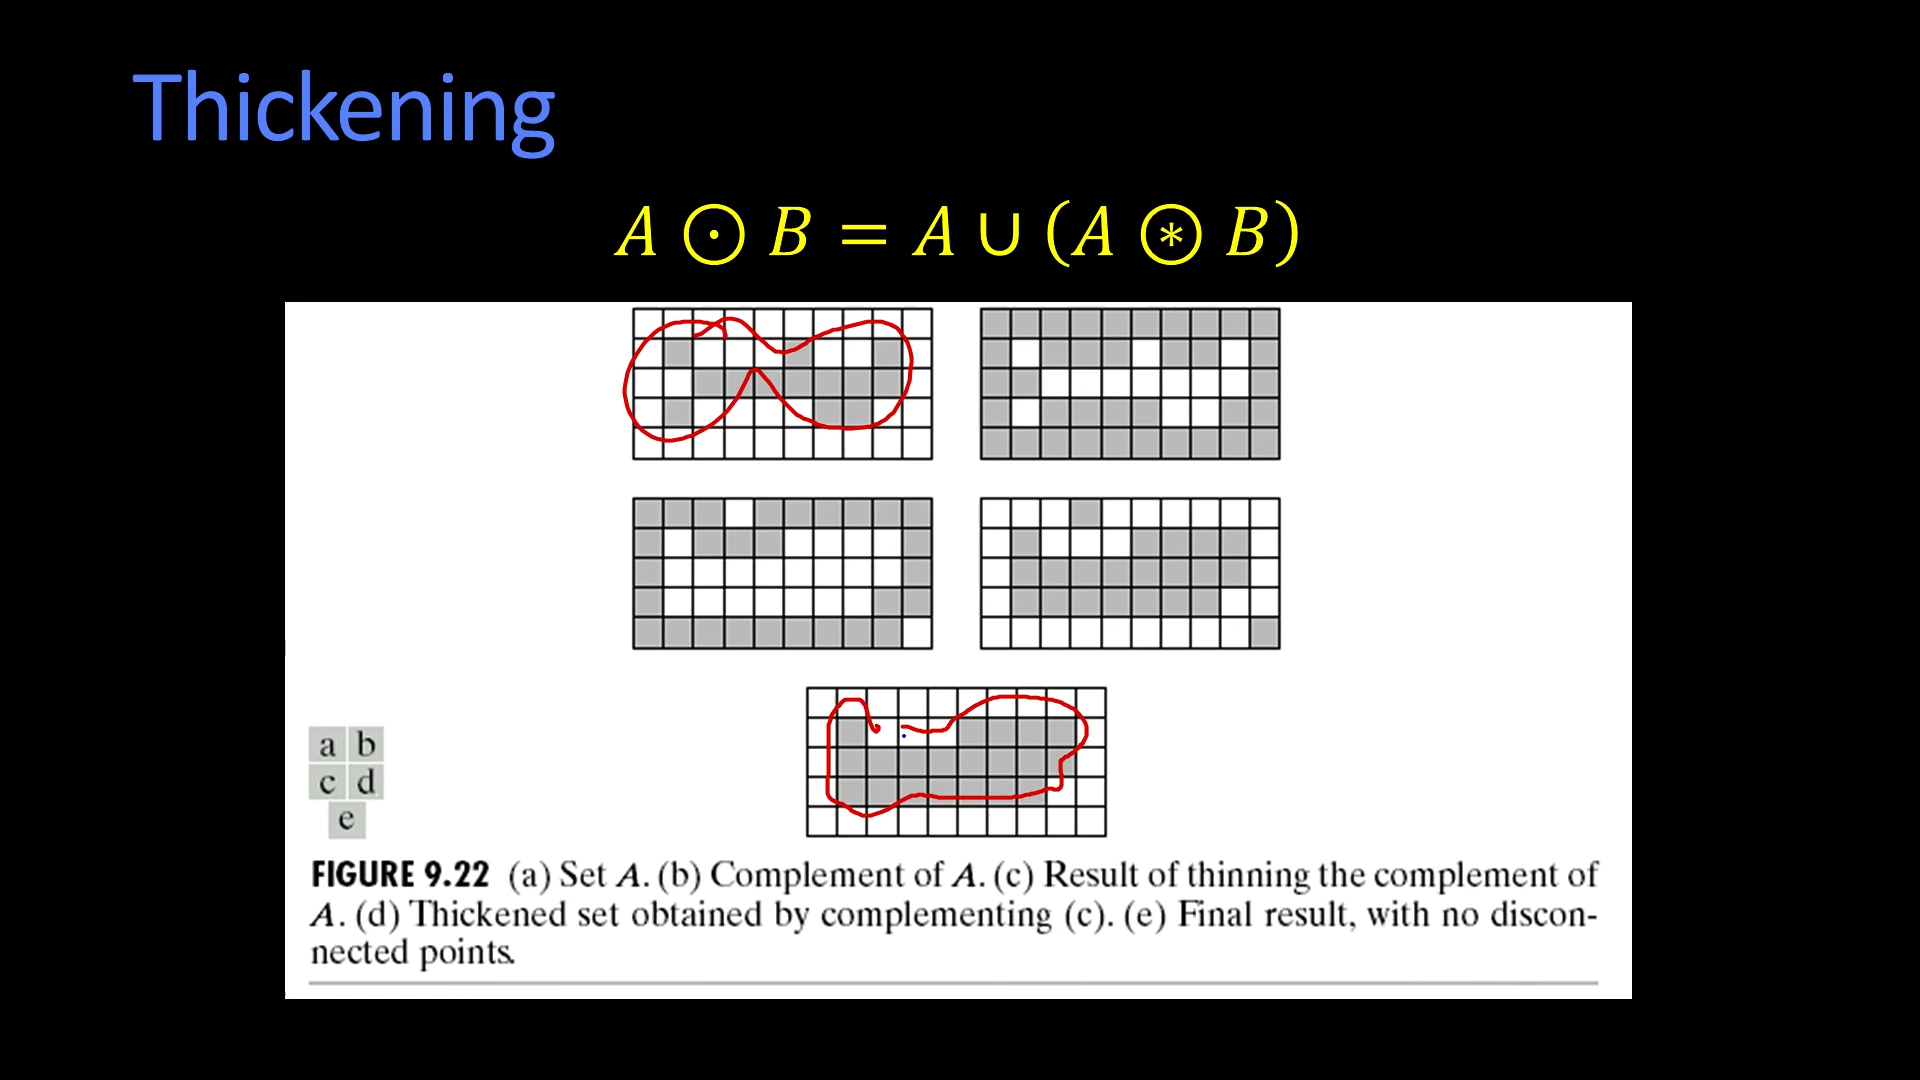 Thickening
A ⊙ B = A ∪ (A ⊛ B)
a b
c d
e
FIGURE 9.22 (a) Set A. (b) Complement of A. (c) Result of thinning the complement of
A. (d) Thickened set obtained by complementing (c). (e) Final result, with no discon-
nected points.